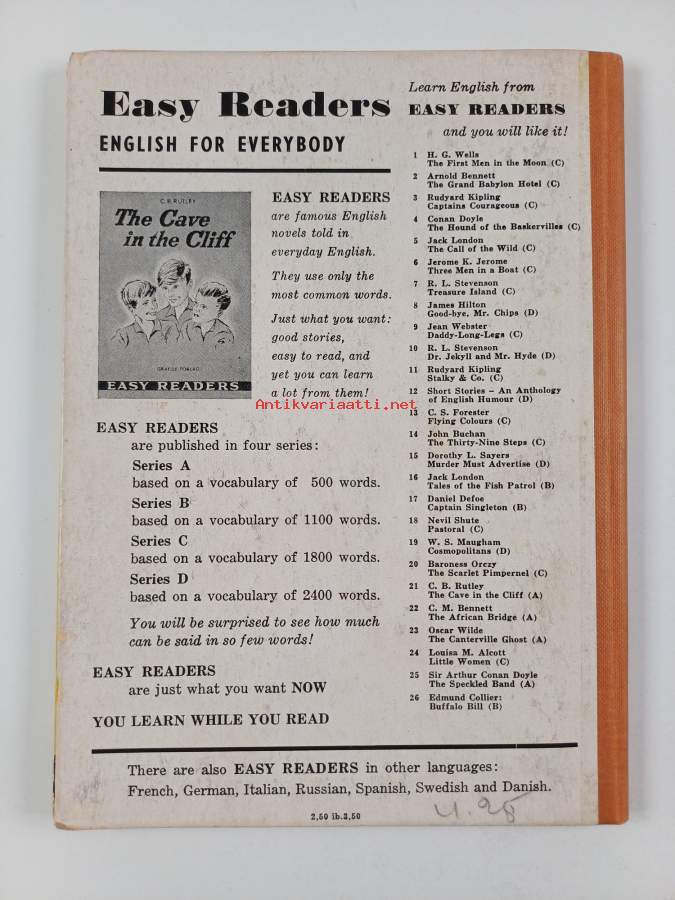 Easy Readers
ENGLISH FOR EVERYBODY
C. B. RUTLEY
The Cave
in the Cliff
EASY READERS
EASY READERS
are famous English
novels told in
everyday English.
They use only the
most common words.
Just what you want:
good stories,
easy to read, and
yet you can learn
a lot from them!
Antikvariaatti.net
EASY READERS
are published in four series:
Series A
based on a vocabulary of 500 words.
Series B
based on a vocabulary of 1100 words.
Series C
based on a vocabulary of 1800 words.
Series D
based on a vocabulary of 2400 words.
You will be surprised to see how much
can be said in so few words!
EASY READERS
are just what you want NOW
YOU LEARN WHILE YOU READ
Learn English from
EASY READERS
and you will like it!
1 H. G. Wells
The First Men in the Moon (C)
2 Arnold Bennett
The Grand Babylon Hotel (C)
3 Rudyard Kipling
Captains Courageous (C)
4 Conan Doyle
The Hound of the Baskervilles (C)
5 Jack London
The Call of the Wild (C)
6 Jerome K. Jerome
Three Men in a Boat (C)
7 R. L. Stevenson
Treasure Island (C)
8 James Hilton
Good-bye, Mr. Chips (D)
9 Jean Webster
Daddy-Long-Legs (C)
10 R. L. Stevenson
Dr. Jekyll and Mr. Hyde (D)
11 Rudyard Kipling
Stalky & Co. (C)
12 Short Stories - An Anthology
of English Humour (D)
13 C. S. Forester
Flying Colours (C)
14 John Buchan
The Thirty-Nine Steps (C)
15 Dorothy L. Sayers
Murder Must Advertise (D)
16 Jack London
Tales of the Fish Patrol (B)
17 Daniel Defoe
Captain Singleton (B)
18 Nevil Shute
Pastoral (C)
19 W. S. Maugham
Cosmopolitans (D)
20 Baroness Orczy
The Scarlet Pimpernel (C)
21 C. B. Rutley
The Cave in the Cliff (A)
22 C. M. Bennett
The African Bridge (A)
23 Oscar Wilde
The Canterville Ghost (A)
24 Louisa M. Alcott
Little Women (C)
25 Sir Arthur Conan Doyle
The Speckled Band (A)
26 Edmund Collier:
Buffalo Bill (B)
There are also EASY READERS in other languages:
French, German, Italian, Russian, Spanish, Swedish and Danish.
2,50 ib.3,50